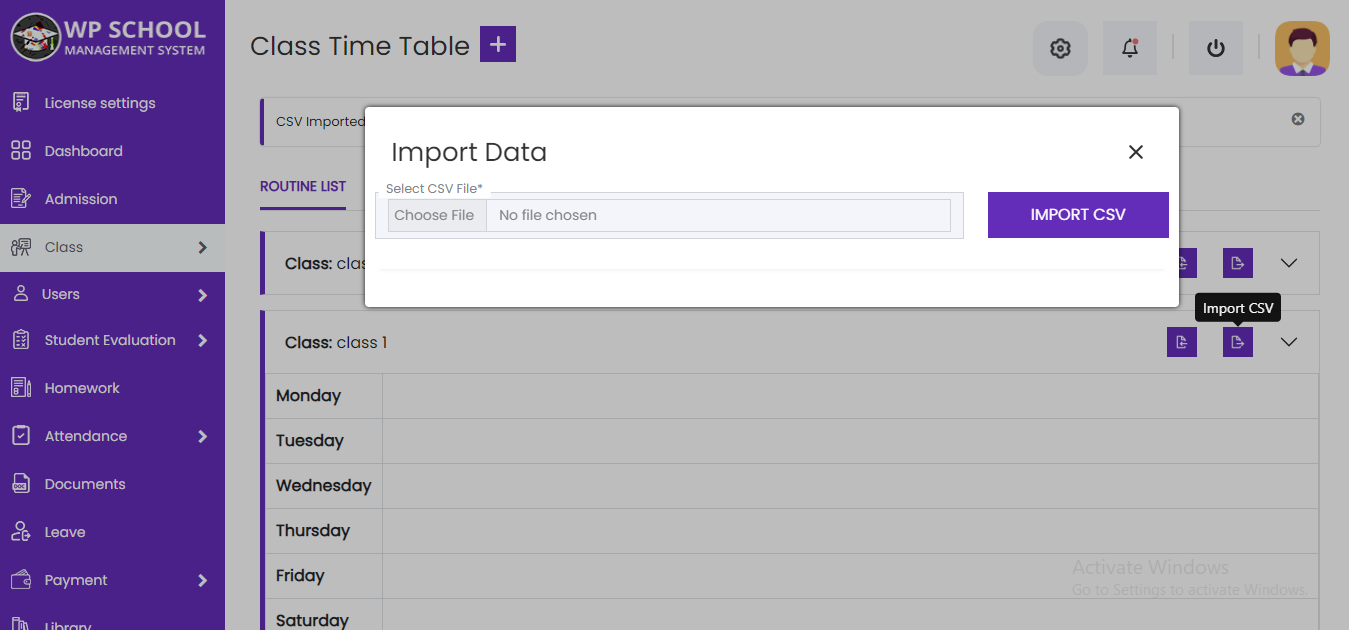 WP SCHOOL
MANAGEMENT SYSTEM
License settings
Dashboard
Admission
Class
Users
Student Evaluation
Homework
Attendance
Documents
Leave
Payment
Library
Class Time Table
CSV Imported
ROUTINE LIST
Import Data
Select CSV File*
Choose File No file chosen
IMPORT CSV
Class: clas
Import CSV
Class: class 1
Monday
Tuesday
Wednesday
Thursday
Friday
Saturday
Activate Windows
Go to Settings to activate Windows.